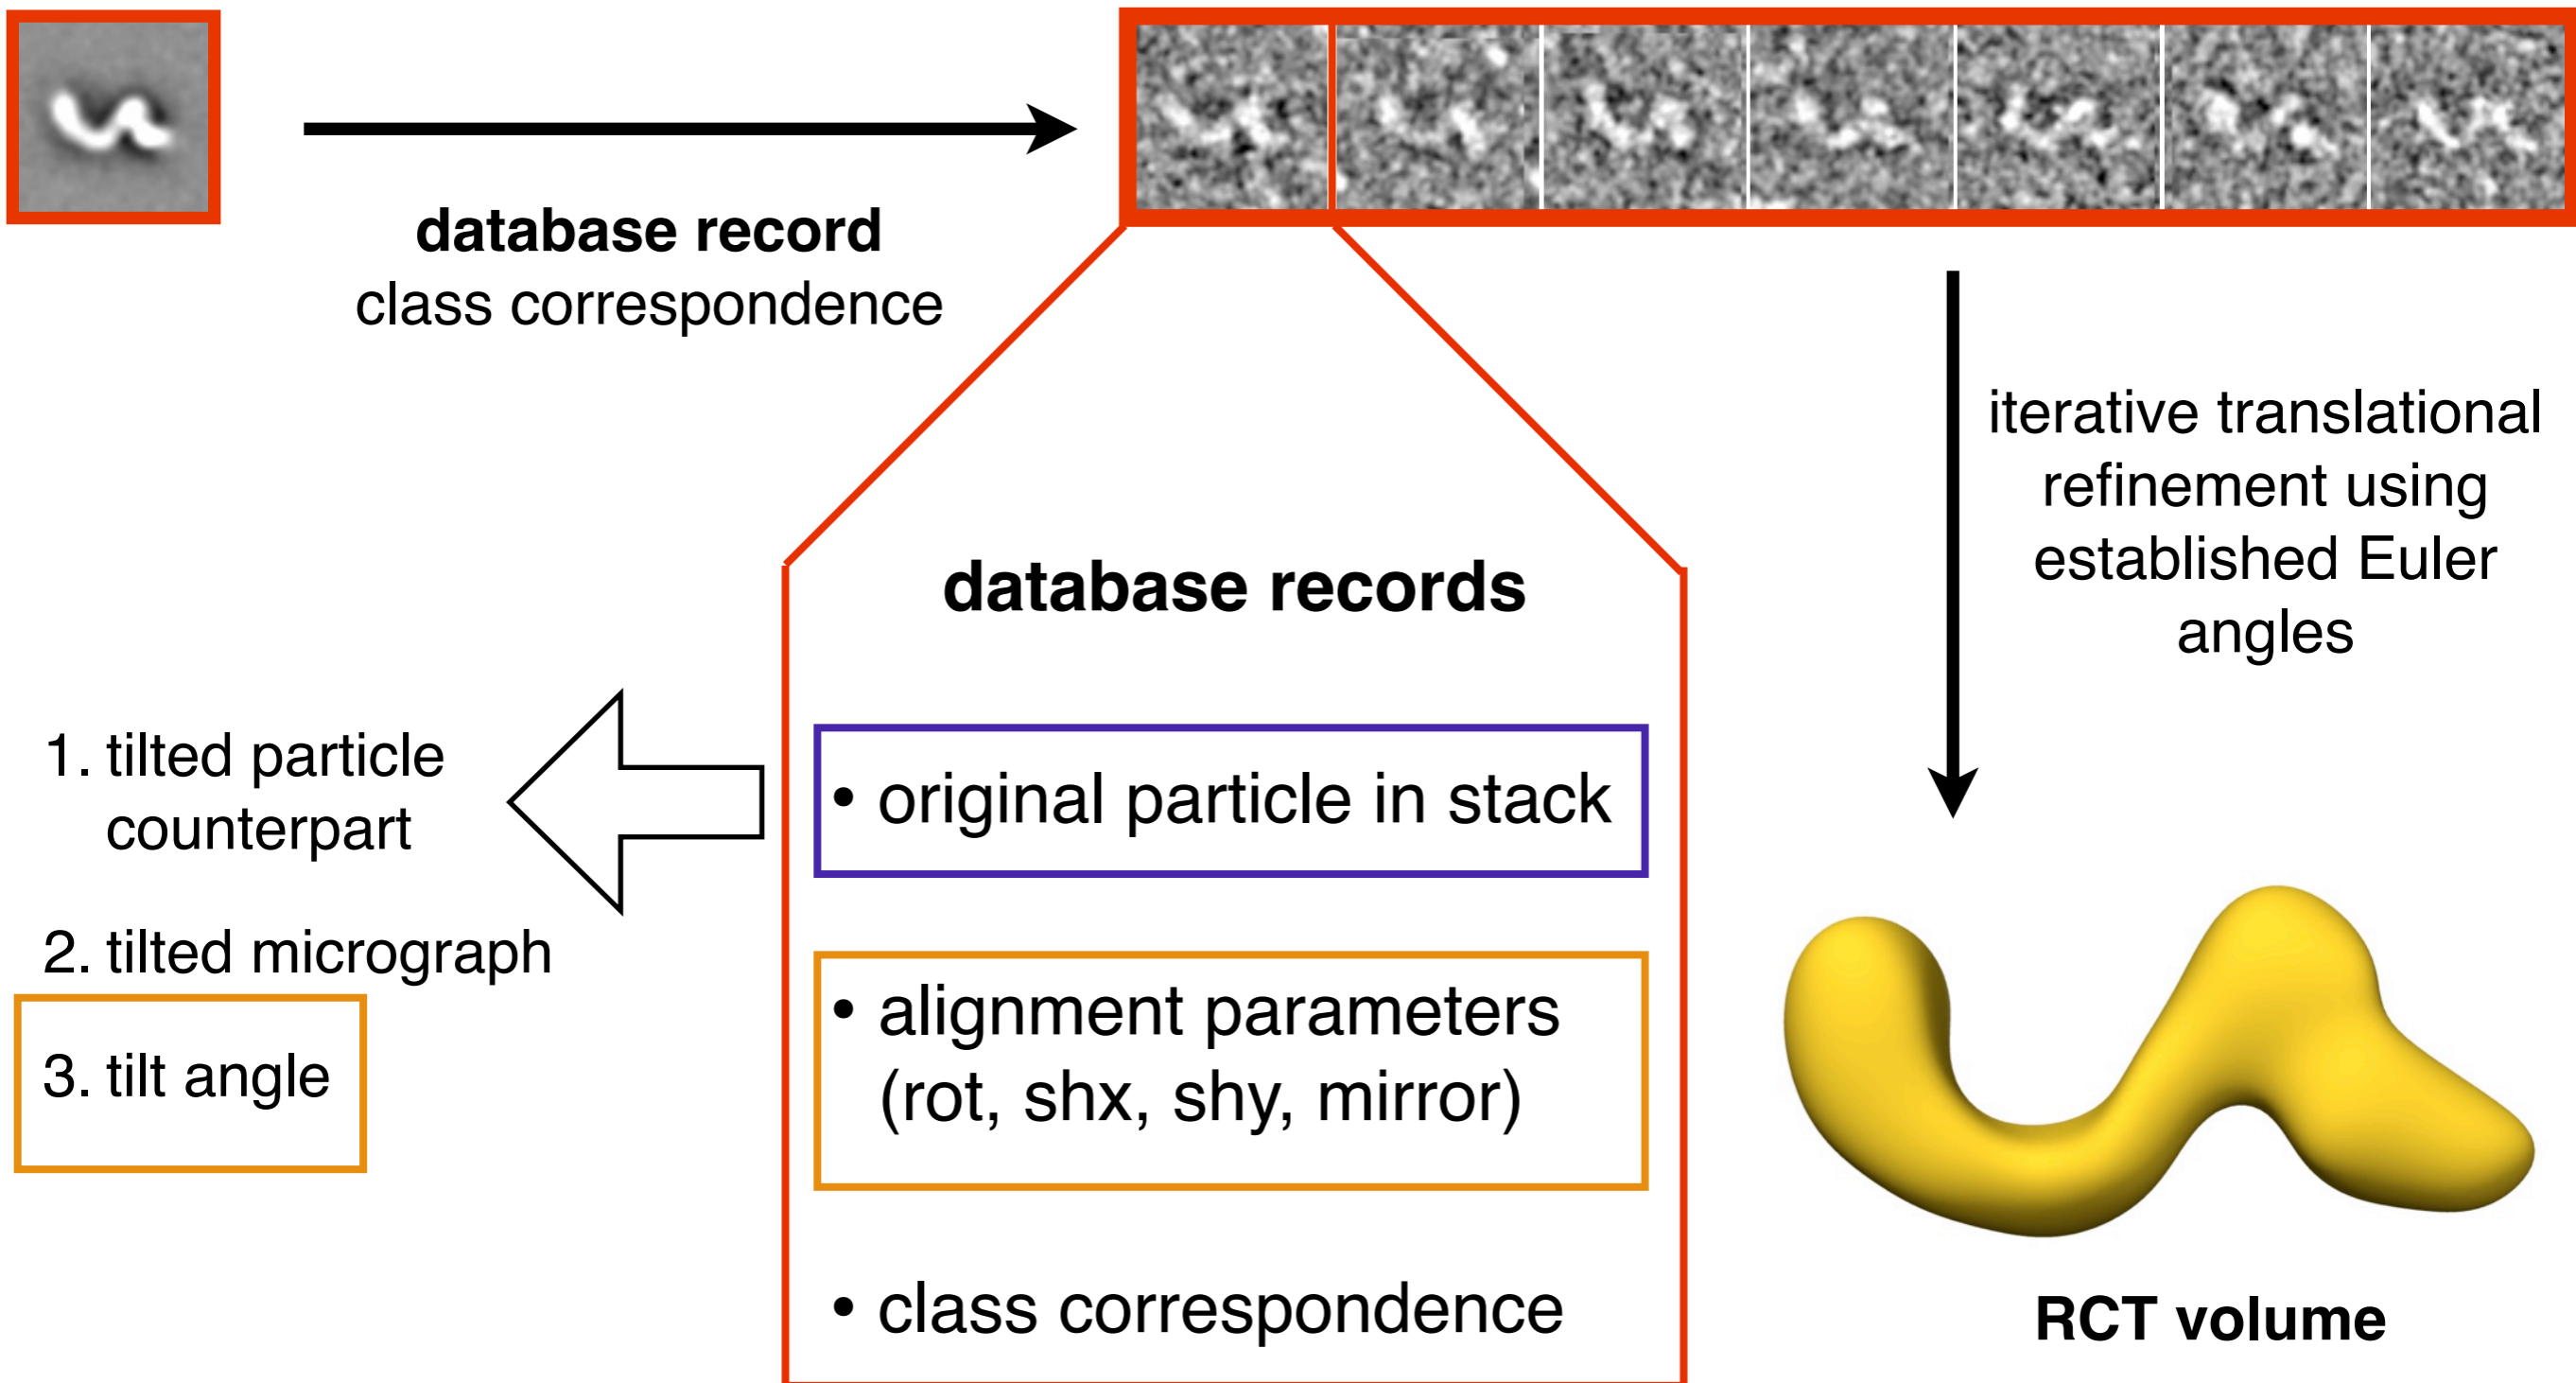 database record
class correspondence
iterative translational
refinement using
established Euler
angles
database records
1. tilted particle
counterpart
2. tilted micrograph
3. tilt angle
• original particle in stack
• alignment parameters
(rot, shx, shy, mirror)
• class correspondence
RCT volume